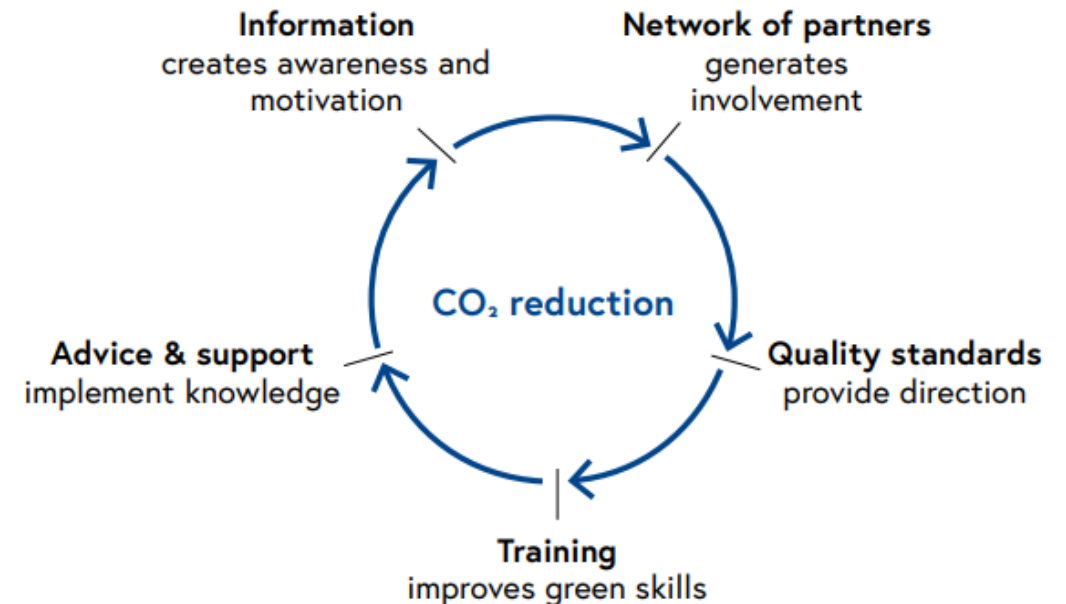 Information
creates awareness and
motivation
Network of partners
generates
involvement
CO₂ reduction
Advice & support
implement knowledge
Quality standards
provide direction
Training
improves green skills